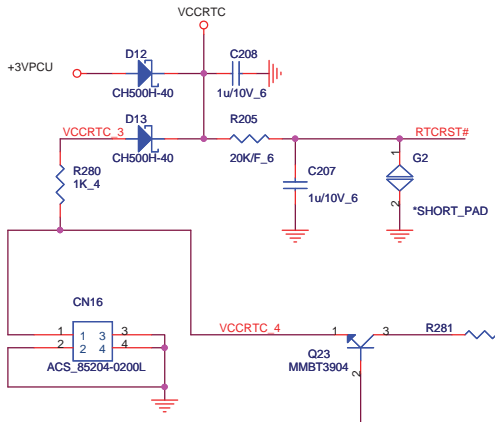 VCCRTC
D12
C208
+3VPCU
CH500H-40
1u/10V_6
D13
R205
VCCRTC_3
RTCRST#
CH500H-40
20K/F_6
1
G2
R280
1K_4
C207
1u/10V_6
2
*SHORT_PAD
CN16
1 1 3 3
2 2 4 4
ACS_85204-0200L
VCCRTC_4
1 3
R281
Q23
MMBT3904
2